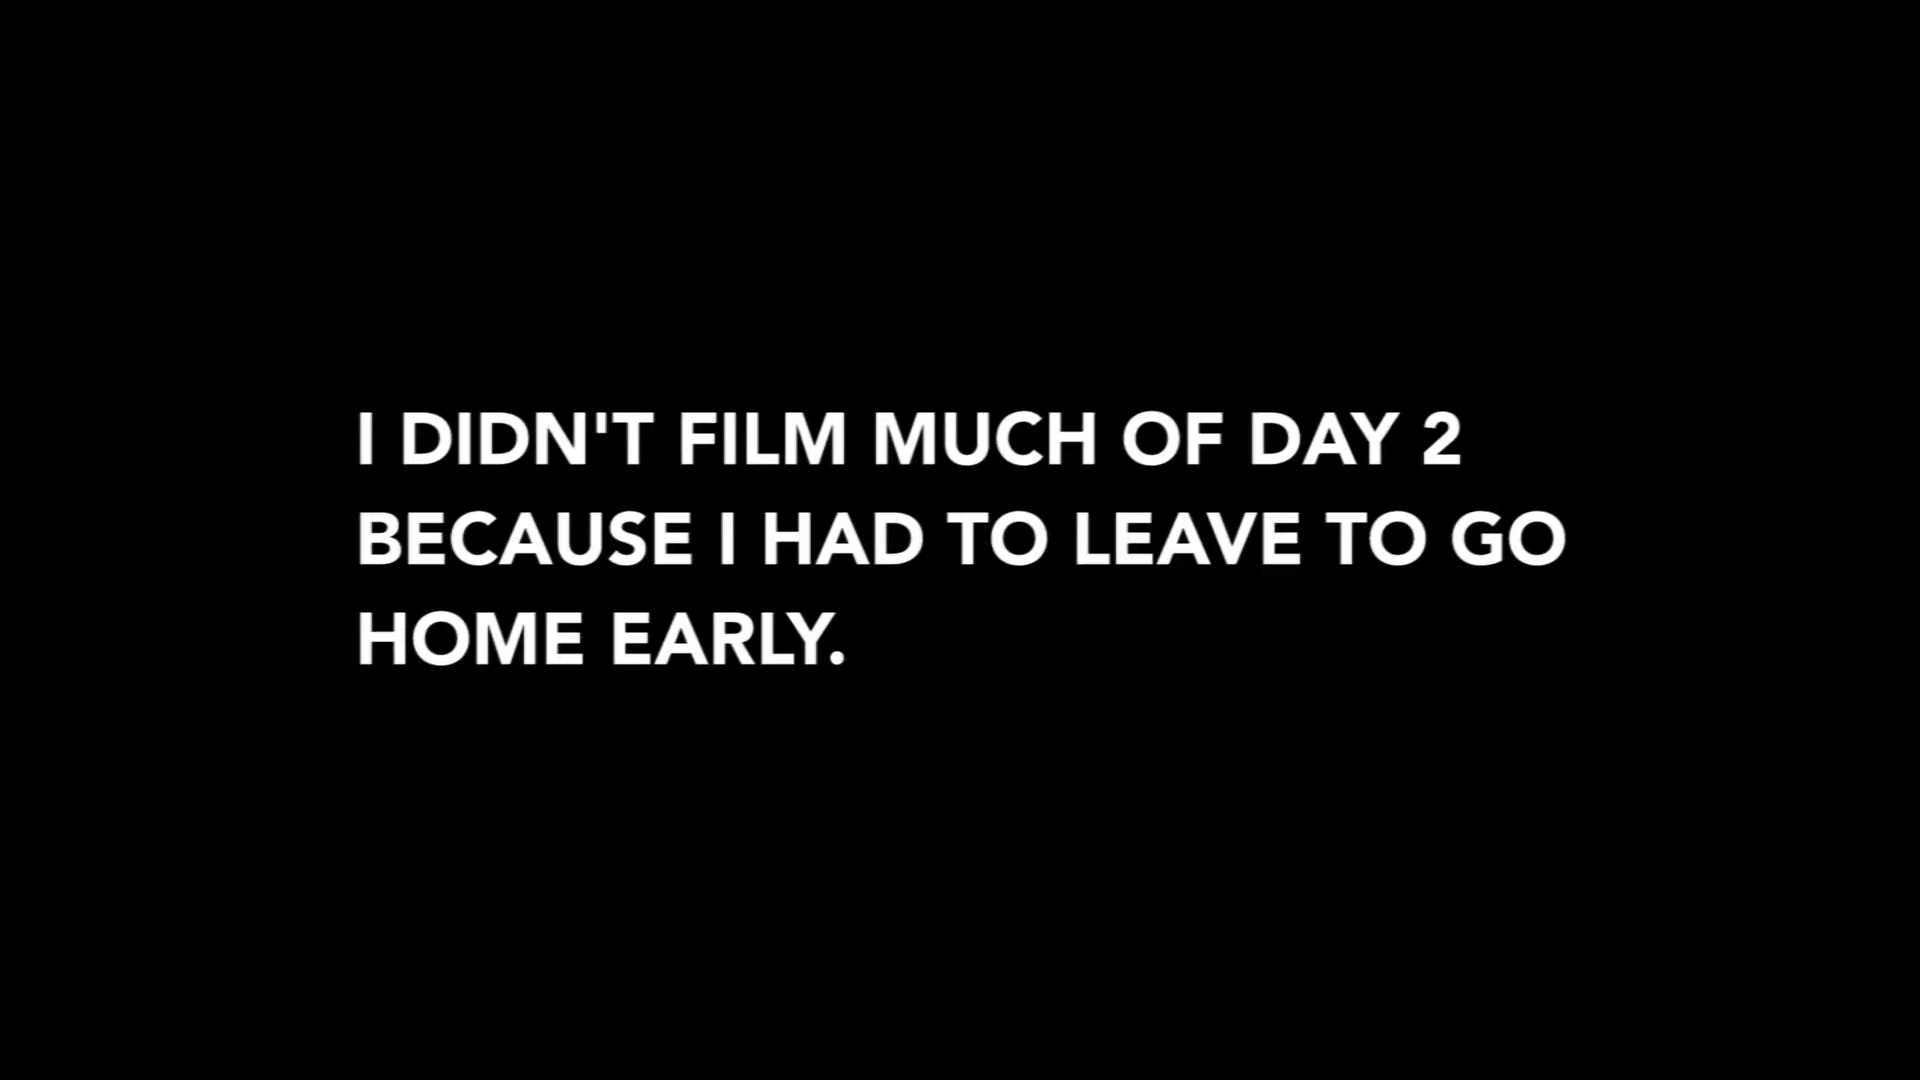 I DIDN'T FILM MUCH OF DAY 2
BECAUSE I HAD TO LEAVE TO GO
HOME EARLY.